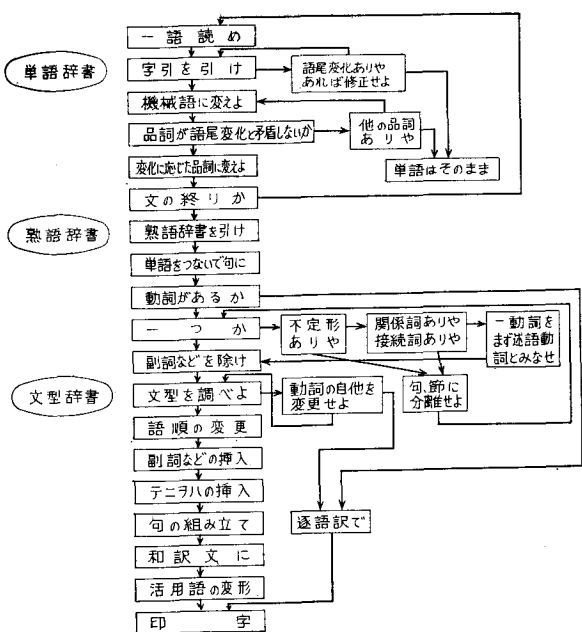 一語読め
単語辞書
字引を引け
語尾変化ありや
あれば修正せよ
機械語に変えよ
品詞が語尾変化と矛盾しないか
他の品詞
ありや
変化に応じた品詞に変えよ
単語はそのまま
文の終りか
熟語辞書
熟語辞書を引け
単語をつないで句に
動詞があるか
一つか
不定形
ありや
関係詞ありや
接続詞ありや
一動詞を
まず述語動
詞とみなせ
副詞などを除け
文型辞書
文型を調べよ
動詞の自他を
変更せよ
句、節に
分離せよ
語順の変更
副詞などの挿入
テニヲハの挿入
句の組み立て
逐語訳で
和訳文に
活用語の変形
印字